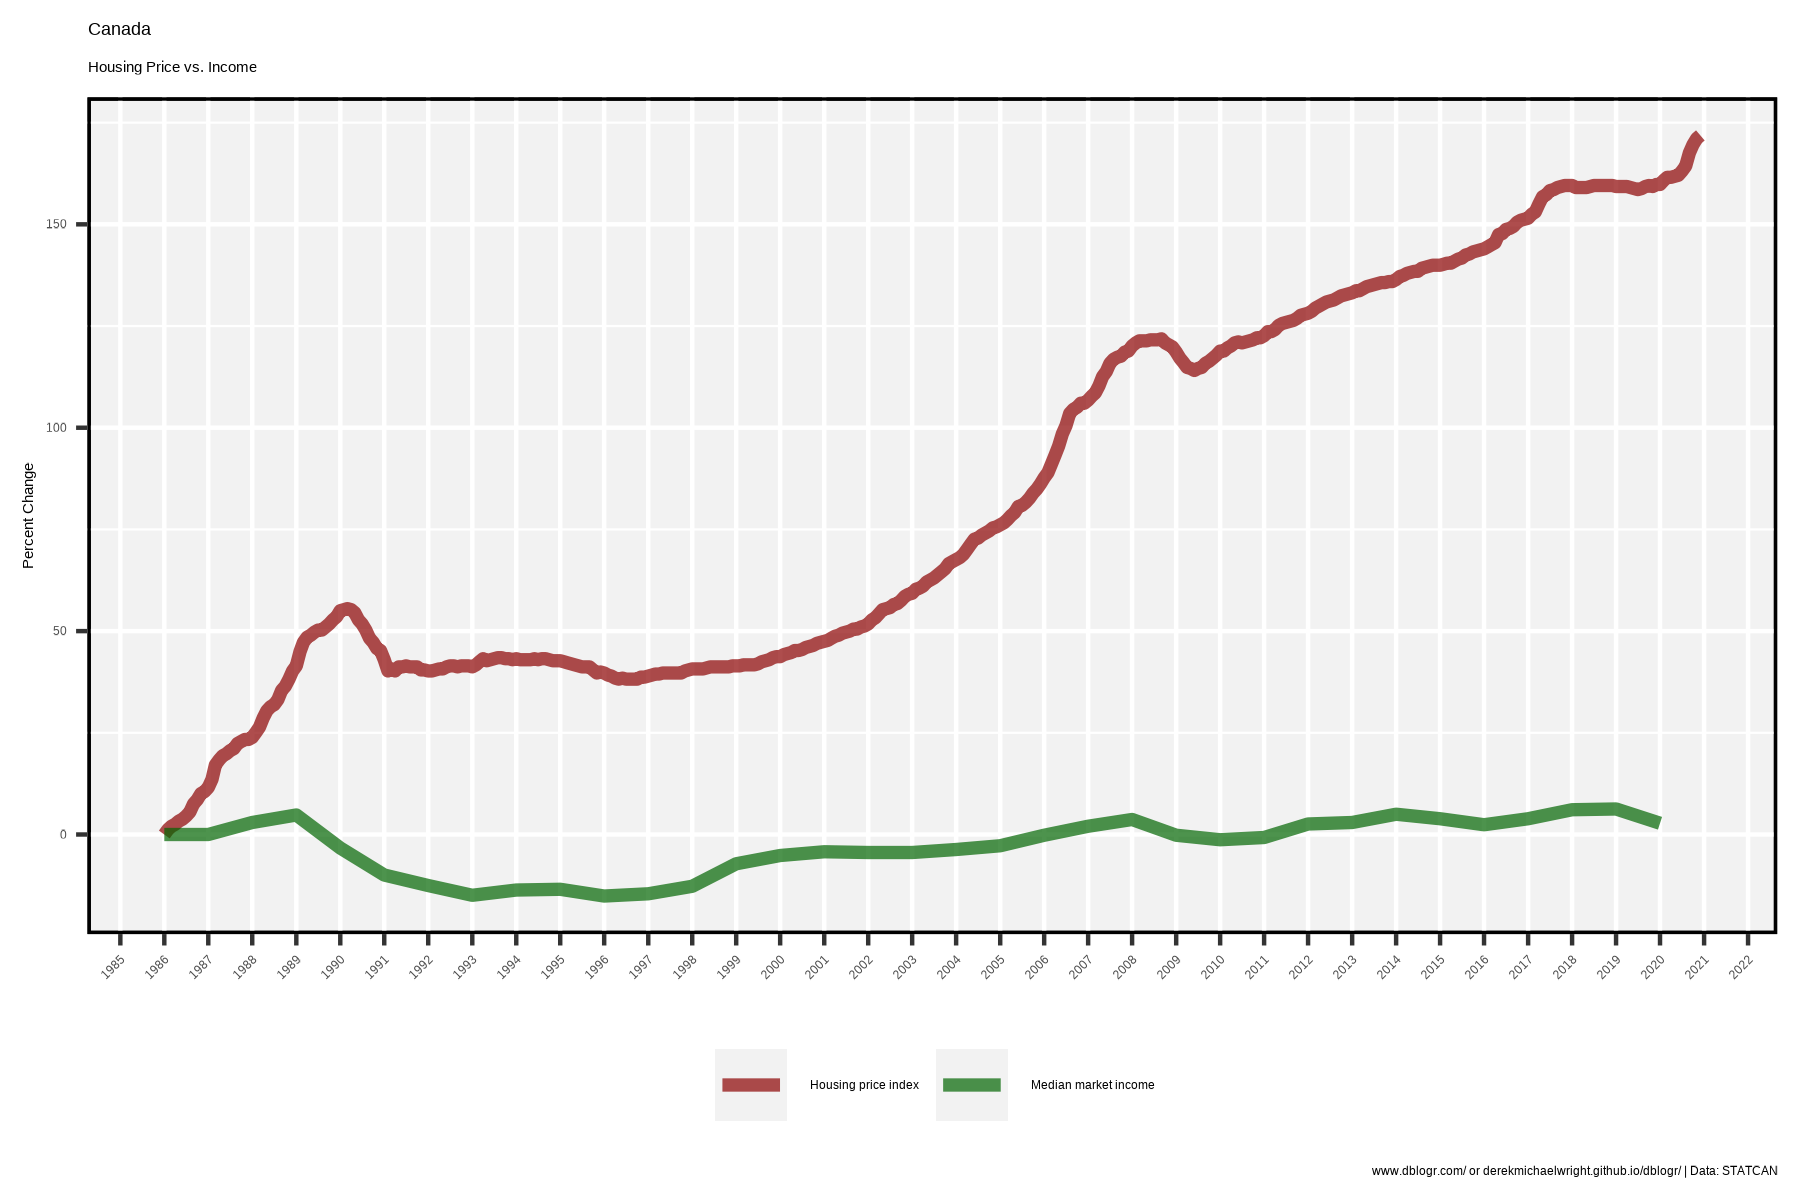 Canada
Housing Price vs. Income
Percent Change
150
100
50
0
1985 1986 1987 1988 1989 1990 1991 1992 1993 1994 1995 1996 1997 1998 1999 2000 2001 2002 2003 2004 2005 2006 2007 2008 2009 2010 2011 2012 2013 2014 2015 2016 2017 2018 2019 2020 2021 2022
Housing price index Median market income
www.dblogr.com/ or derekmichaelwright.github.io/dblogr/ | Data: STATCAN